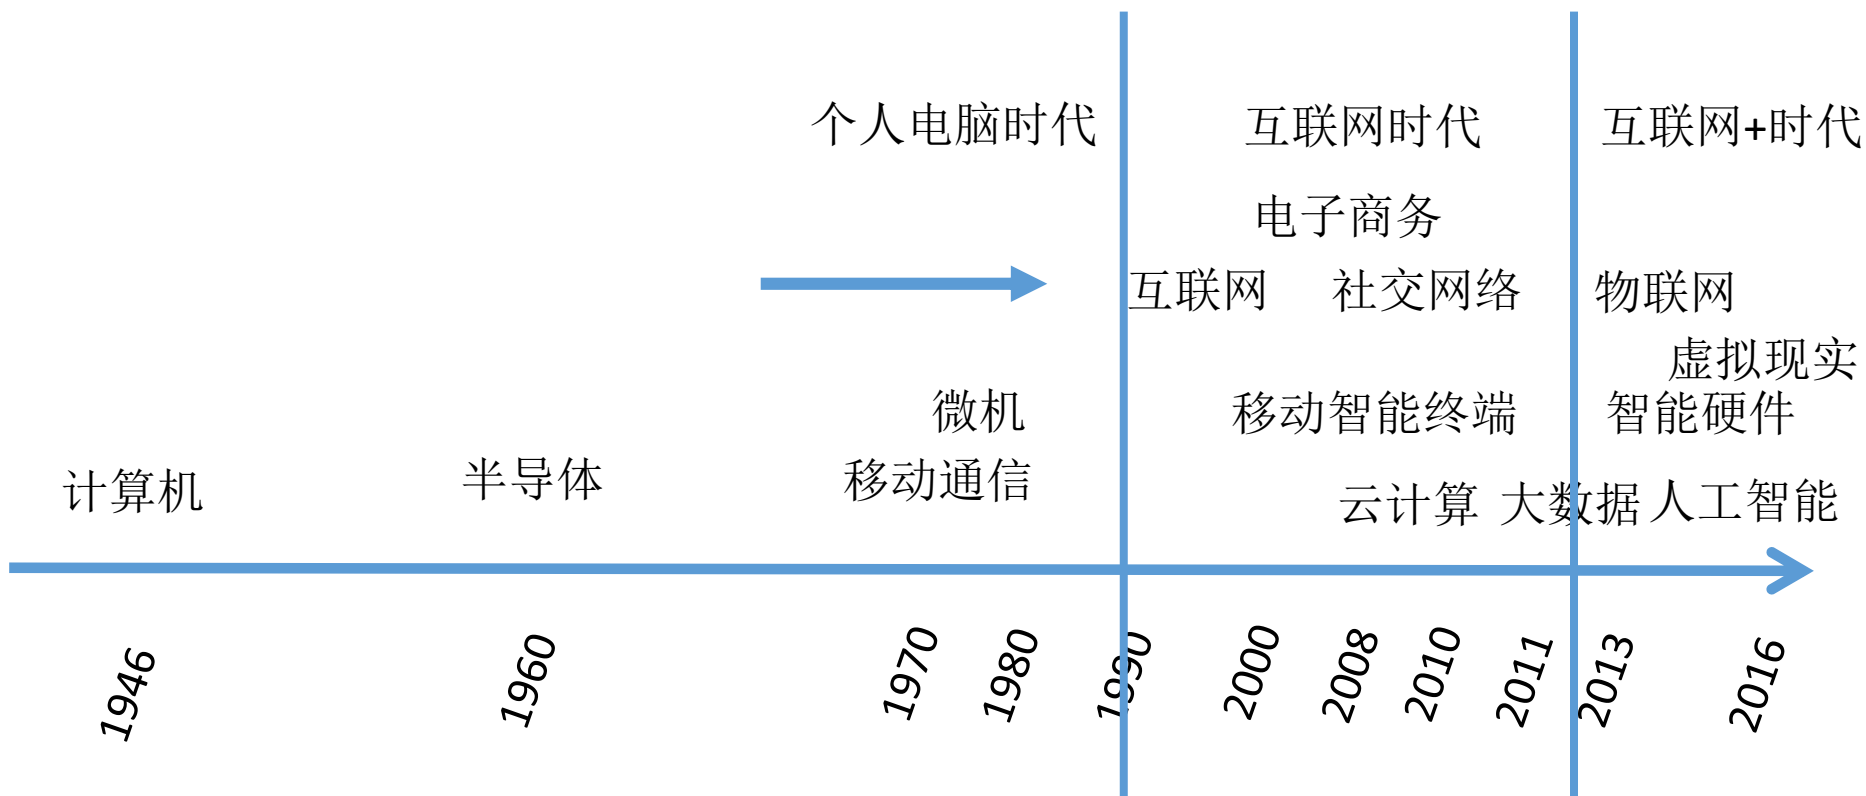 个人电脑时代 互联网时代 互联网+时代
电子商务
互联网 社交网络 物联网
虚拟现实
微机 移动智能终端 智能硬件
计算机 半导体 移动通信 云计算 大数据 人工智能
1946 1960 1970 1980 1990 2000 2008 2010 2011 2013 2016